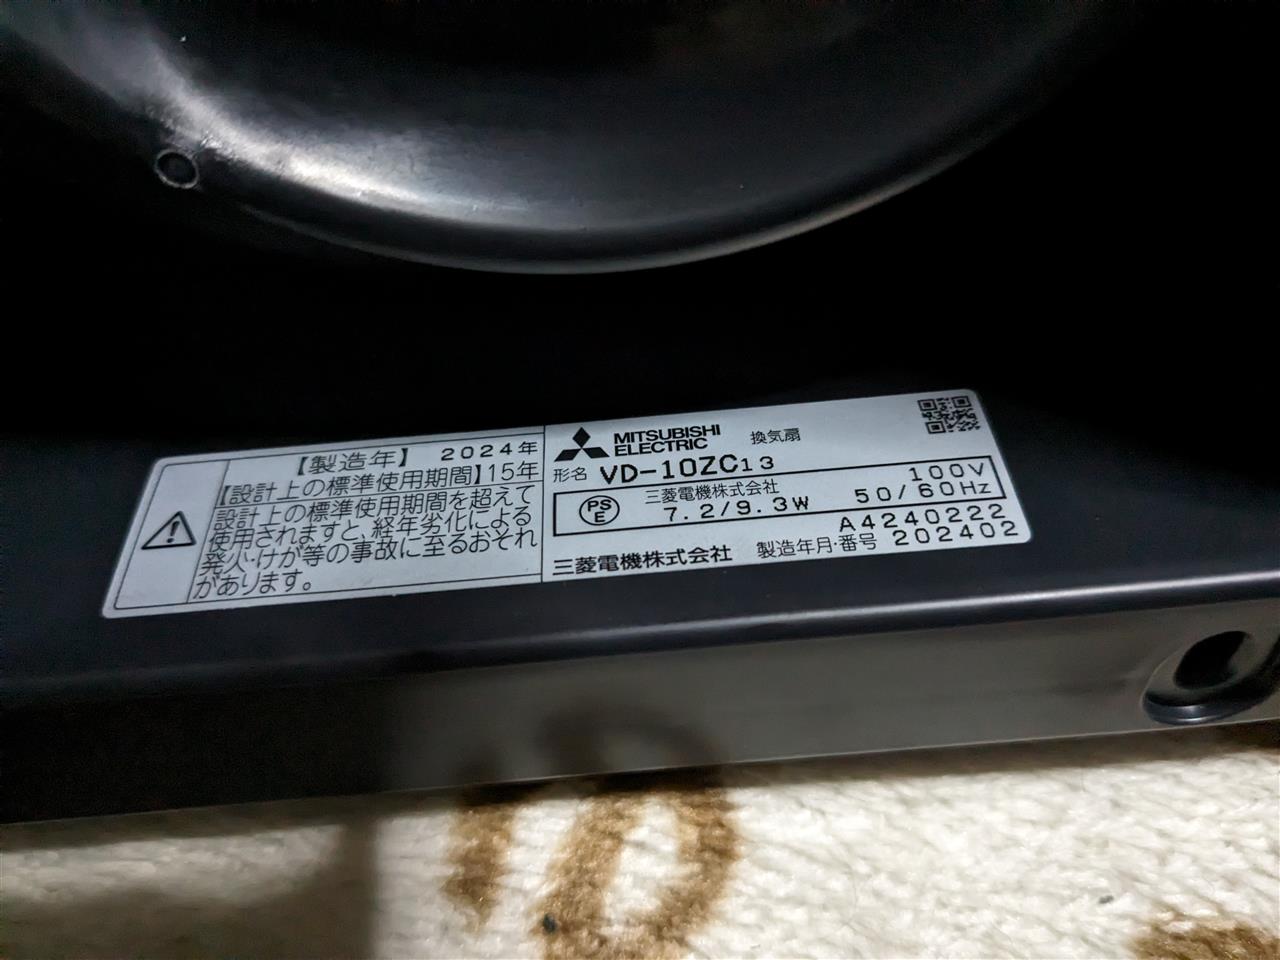 【製造年】 2024年
【設計上の標準使用期間】15年
設計上の標準使用期間を超えて
使用されますと、経年劣化による
発火・けが等の事故に至るおそれ
があります。
MITSUBISHI
ELECTRIC
換気扇
形名 VD-10ZC13
PS
E
三菱電機株式会社 100V
7.2/9.3W 50/60Hz
A4240222
三菱電機株式会社 製造年月・番号 202402